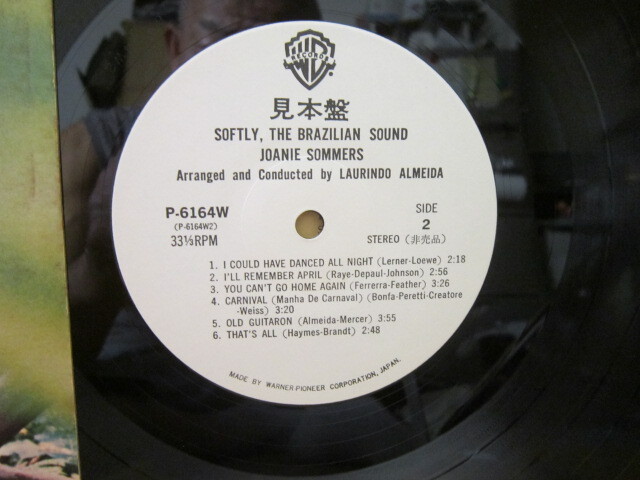 WB
RECORDS
見本盤
SOFTLY, THE BRAZILIAN SOUND
JOANIE SOMMERS
Arranged and Conducted by LAURINDO ALMEIDA
P-6164W
(P-6164W2)
33⅓RPM
SIDE
2
STEREO (非売品)
1. I COULD HAVE DANCED ALL NIGHT (Lerner-Loewe) 2:18
2. I'LL REMEMBER APRIL (Raye-Depaul-Johnson) 2:56
3. YOU CAN'T GO HOME AGAIN (Ferrerra-Feather) 3:26
4. CARNIVAL (Manha De Carnaval) (Bonfa-Peretti-Creatore
-Weiss) 3:20
5. OLD GUITARON (Almeida-Mercer) 3:55
6. THAT'S ALL (Haymes-Brandt) 2:48
MADE BY WARNER-PIONEER CORPORATION, JAPAN.